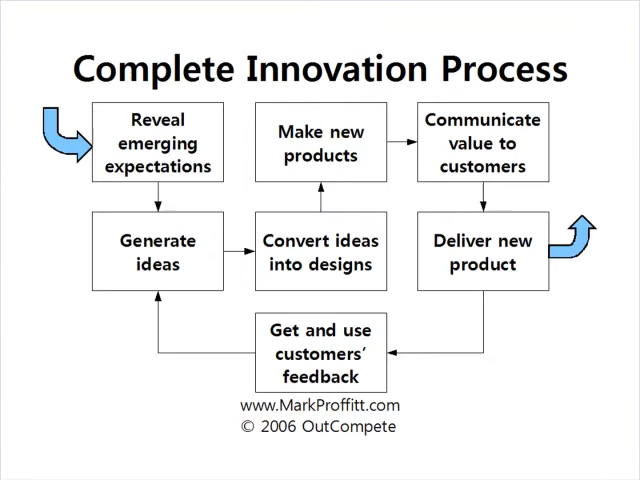 Complete Innovation Process
Reveal
emerging
expectations
Make new
products
Communicate
value to
customers
Generate
ideas
Convert ideas
into designs
Deliver new
product
Get and use
customers’
feedback
www.MarkProffitt.com
© 2006 OutCompete